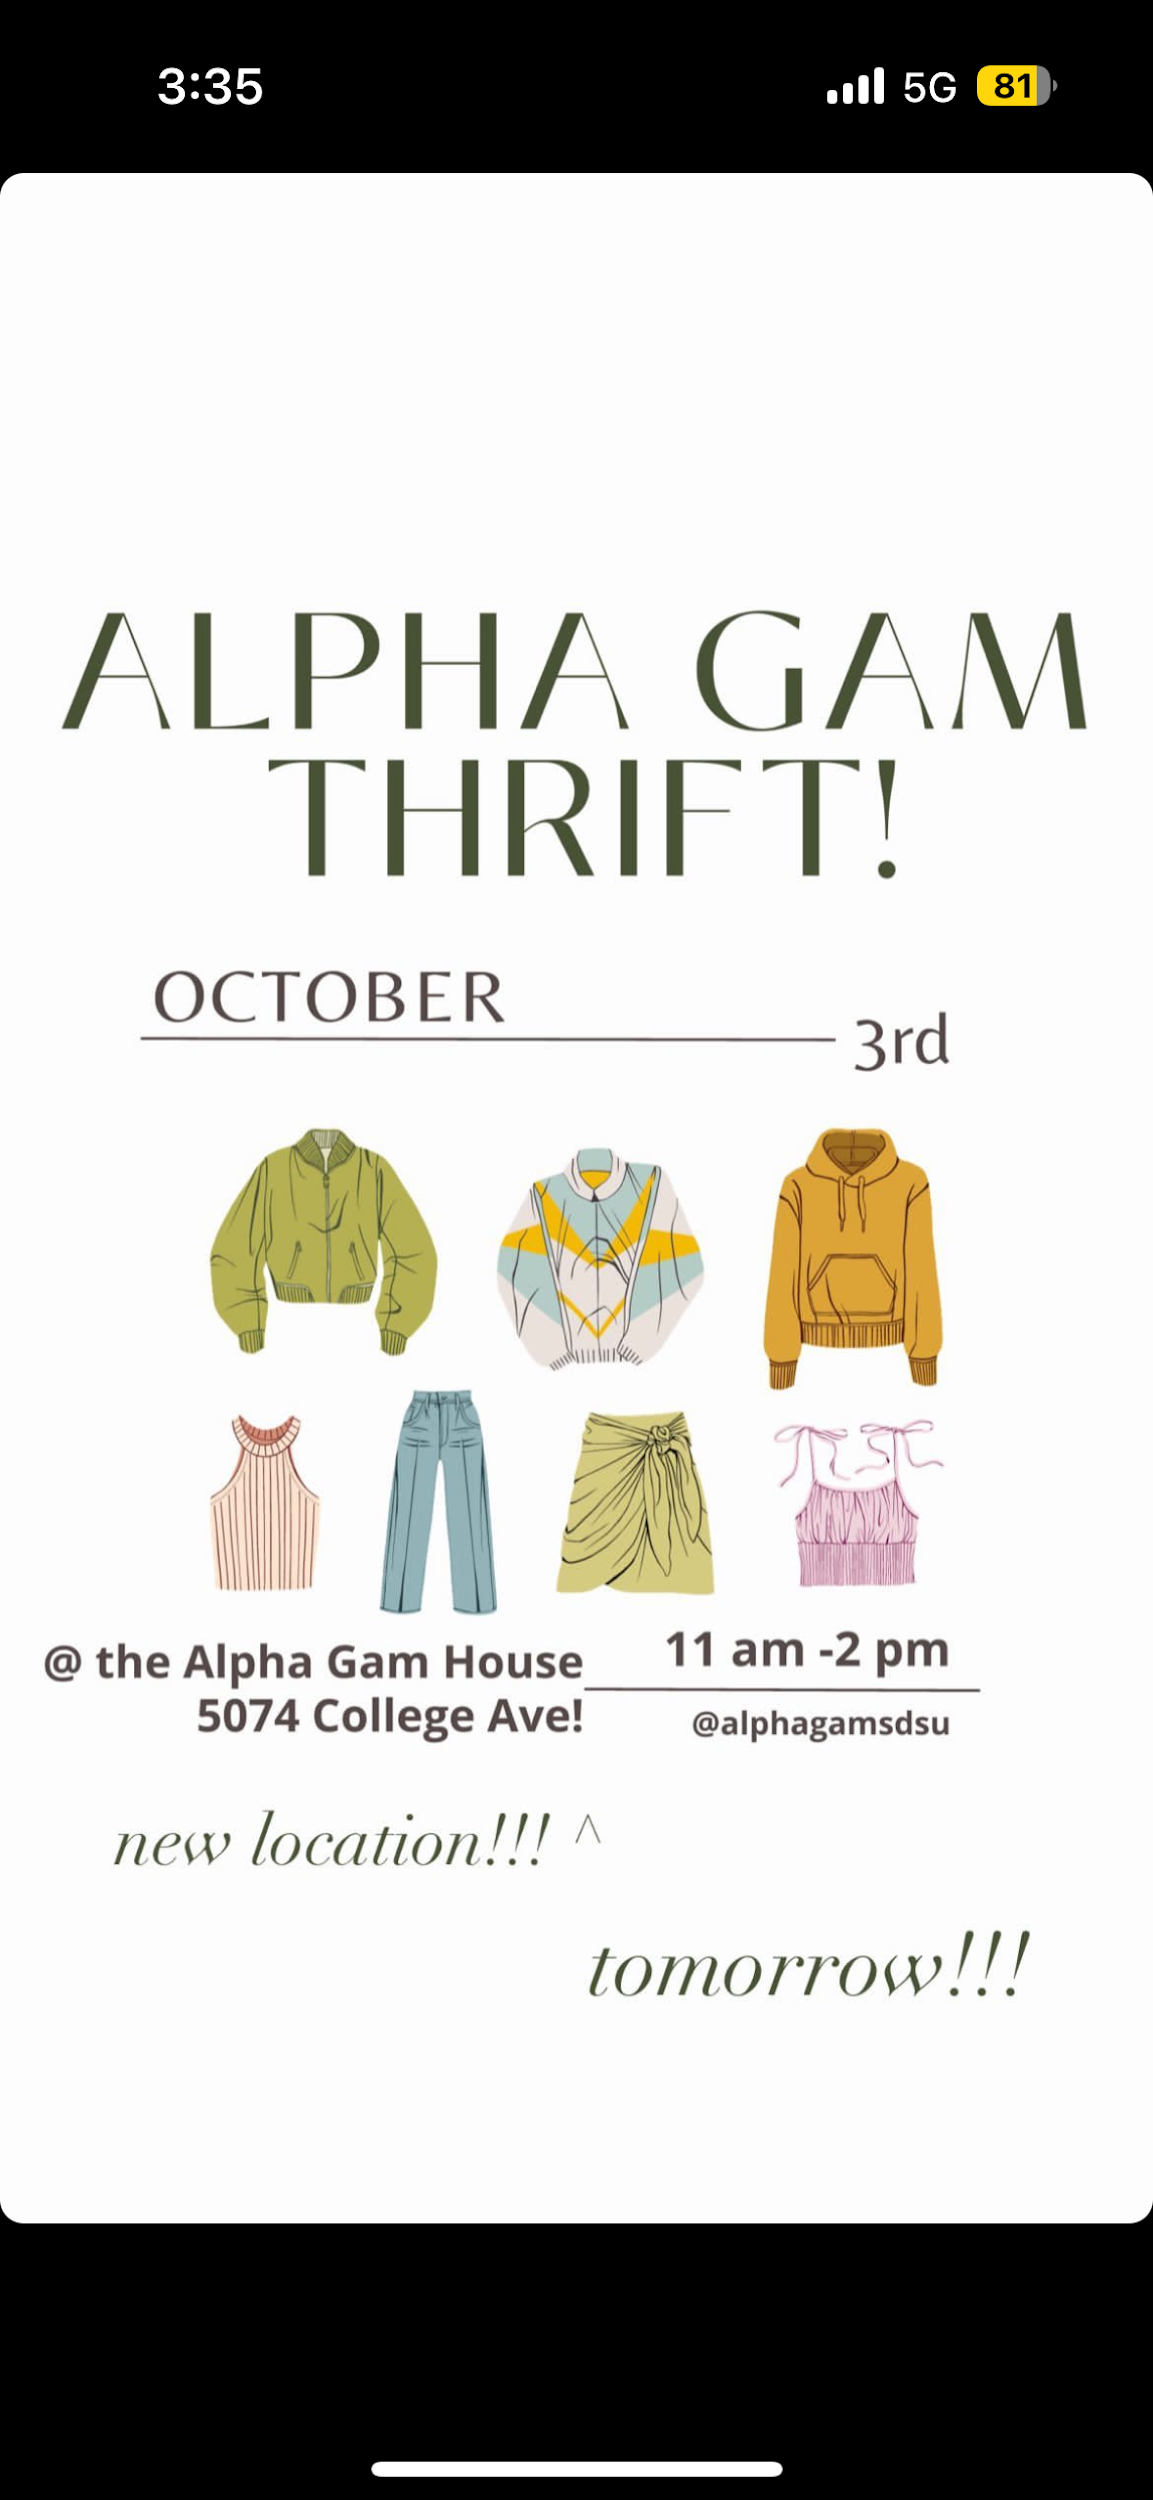 3:35
5G
81
ALPHA GAM
THRIFT!
OCTOBER
3rd
@ the Alpha Gam House
5074 College Ave!
11 am -2 pm
@alphagamsdsu
new location!!! ^
tomorrow!!!